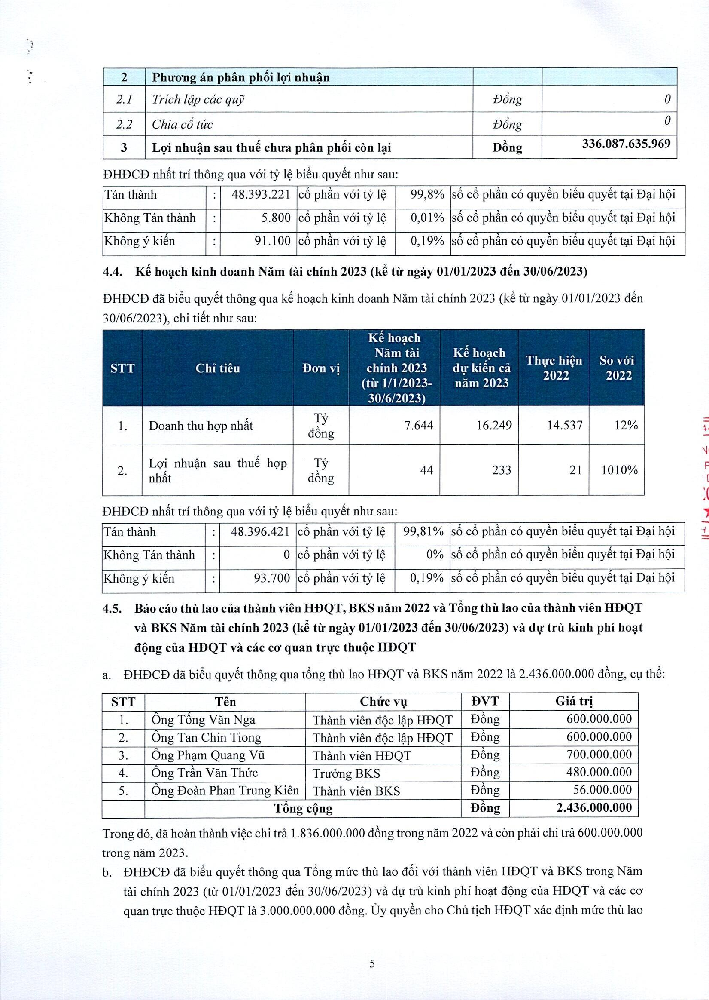 2 Phương án phân phối lợi nhuận
2.1 Trích lập các quỹ Đồng 0
2.2 Chia cổ tức Đồng 0
3 Lợi nhuận sau thuế chưa phân phối còn lại Đồng 336.087.635.969
ĐHĐCĐ nhất trí thông qua với tỷ lệ biểu quyết như sau:
Tán thành : 48.393.221 cổ phần với tỷ lệ 99,8% số cổ phần có quyền biểu quyết tại Đại hội
Không Tán thành : 5.800 cổ phần với tỷ lệ 0,01% số cổ phần có quyền biểu quyết tại Đại hội
Không ý kiến : 91.100 cổ phần với tỷ lệ 0,19% số cổ phần có quyền biểu quyết tại Đại hội
4.4. Kế hoạch kinh doanh Năm tài chính 2023 (kể từ ngày 01/01/2023 đến 30/06/2023)
ĐHĐCĐ đã biểu quyết thông qua kế hoạch kinh doanh Năm tài chính 2023 (kể từ ngày 01/01/2023 đến
30/06/2023), chi tiết như sau:
STT Chỉ tiêu Đơn vị Kế hoạch Năm tài chính 2023 (từ 1/1/2023-30/6/2023) Kế hoạch dự kiến cả năm 2023 Thực hiện 2022 So với 2022
1. Doanh thu hợp nhất Tỷ đồng 7.644 16.249 14.537 12%
2. Lợi nhuận sau thuế hợp nhất Tỷ đồng 44 233 21 1010%
ĐHĐCĐ nhất trí thông qua với tỷ lệ biểu quyết như sau:
Tán thành : 48.396.421 cổ phần với tỷ lệ 99,81% số cổ phần có quyền biểu quyết tại Đại hội
Không Tán thành : 0 cổ phần với tỷ lệ 0% số cổ phần có quyền biểu quyết tại Đại hội
Không ý kiến : 93.700 cổ phần với tỷ lệ 0,19% số cổ phần có quyền biểu quyết tại Đại hội
4.5. Báo cáo thù lao của thành viên HĐQT, BKS năm 2022 và Tổng thù lao của thành viên HĐQT
và BKS Năm tài chính 2023 (kể từ ngày 01/01/2023 đến 30/06/2023) và dự trù kinh phí hoạt
động của HĐQT và các cơ quan trực thuộc HĐQT
a. ĐHĐCĐ đã biểu quyết thông qua tổng thù lao HĐQT và BKS năm 2022 là 2.436.000.000 đồng, cụ thể:
STT Tên Chức vụ ĐVT Giá trị
1. Ông Tống Văn Nga Thành viên độc lập HĐQT Đồng 600.000.000
2. Ông Tan Chin Tiong Thành viên độc lập HĐQT Đồng 600.000.000
3. Ông Phạm Quang Vũ Thành viên HĐQT Đồng 700.000.000
4. Ông Trần Văn Thức Trưởng BKS Đồng 480.000.000
5. Ông Đoàn Phan Trung Kiên Thành viên BKS Đồng 56.000.000
Tổng cộng Đồng 2.436.000.000
Trong đó, đã hoàn thành việc chi trả 1.836.000.000 đồng trong năm 2022 và còn phải chi trả 600.000.000
trong năm 2023.
b. ĐHĐCĐ đã biểu quyết thông qua Tổng mức thù lao đối với thành viên HĐQT và BKS trong Năm
tài chính 2023 (từ 01/01/2023 đến 30/06/2023) và dự trù kinh phí hoạt động của HĐQT và các cơ
quan trực thuộc HĐQT là 3.000.000.000 đồng. Ủy quyền cho Chủ tịch HĐQT xác định mức thù lao
5